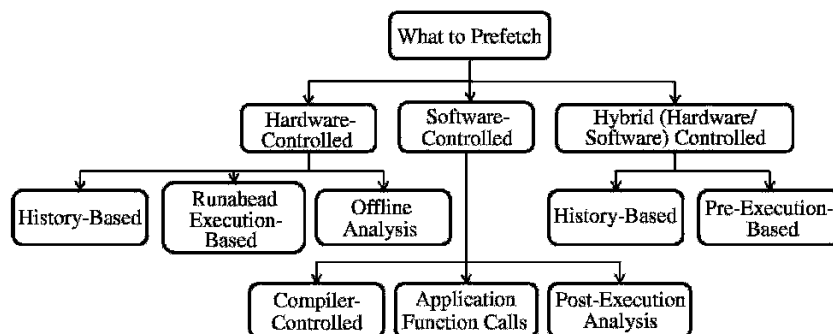 What to Prefetch
Hardware-
Controlled
Software-
Controlled
Hybrid (Hardware/
Software) Controlled
History-Based
Runabead
Execution-
Based
Offline
Analysis
History-Based
Pre-Execution-
Based
Compiler-
Controlled
Application
Function Calls
Post-Execution
Analysis